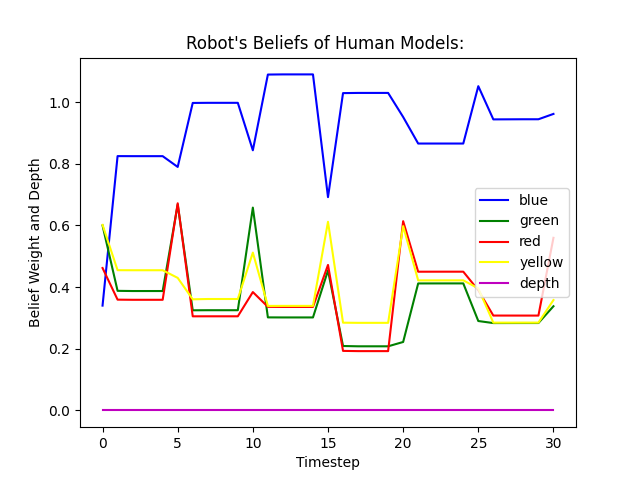 Robot's Beliefs of Human Models:
Belief Weight and Depth
1.0
0.8
0.6
0.4
0.2
0.0
blue
green
red
yellow
depth
0 5 10 15 20 25 30
Timestep